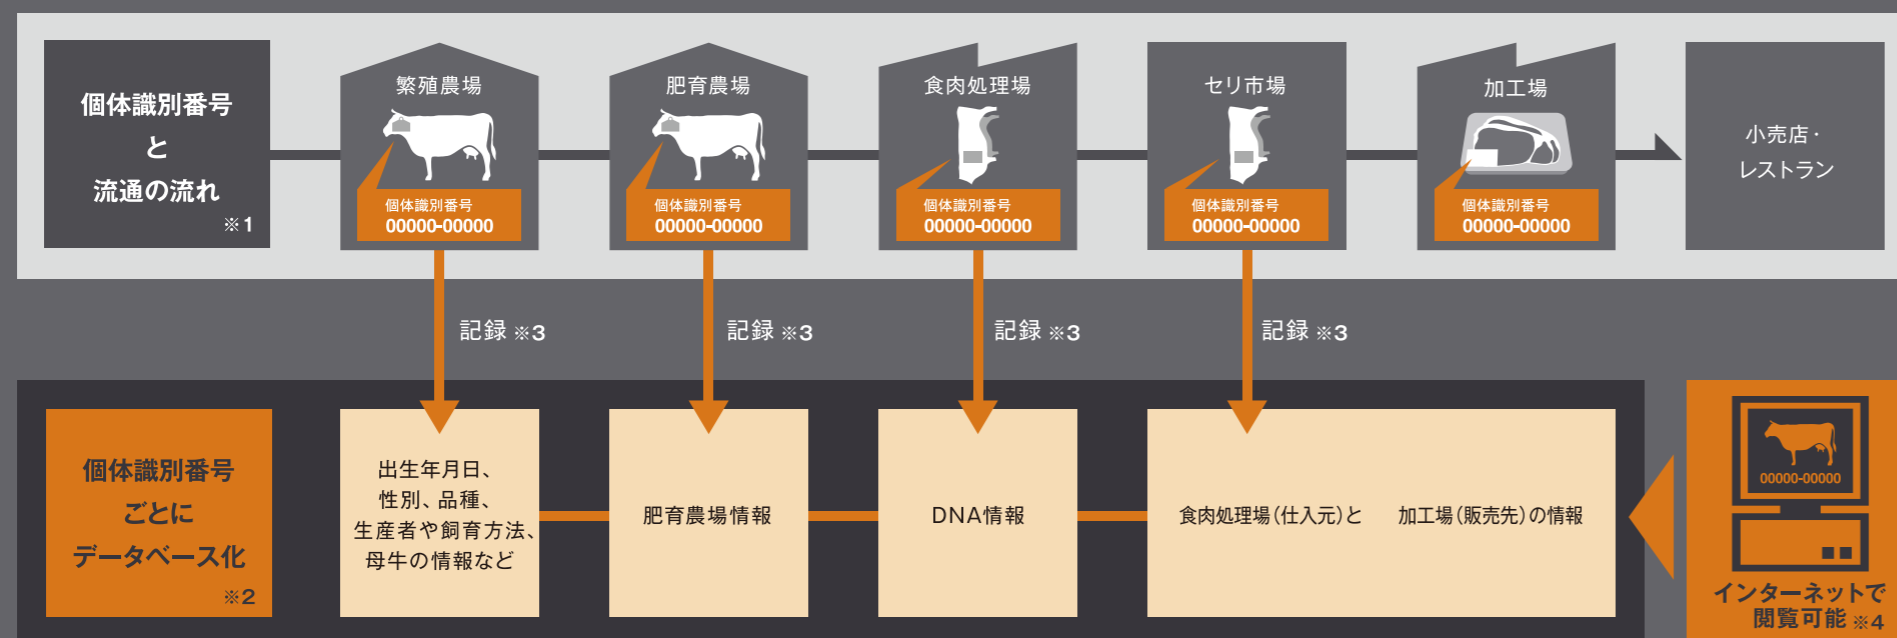 個体識別番号
と
流通の流れ
※1
繁殖農場
個体識別番号
00000-00000
肥育農場
個体識別番号
00000-00000
食肉処理場
個体識別番号
00000-00000
セリ市場
個体識別番号
00000-00000
加工場
個体識別番号
00000-00000
小売店・
レストラン
記録 ※3
記録 ※3
記録 ※3
記録 ※3
個体識別番号
ごとに
データベース化
※2
出生年月日、
性別、品種、
生産者や飼育方法、
母牛の情報など
肥育農場情報
DNA情報
食肉処理場(仕入元)と 加工場(販売先)の情報
00000-00000
インターネットで
閲覧可能 ※4